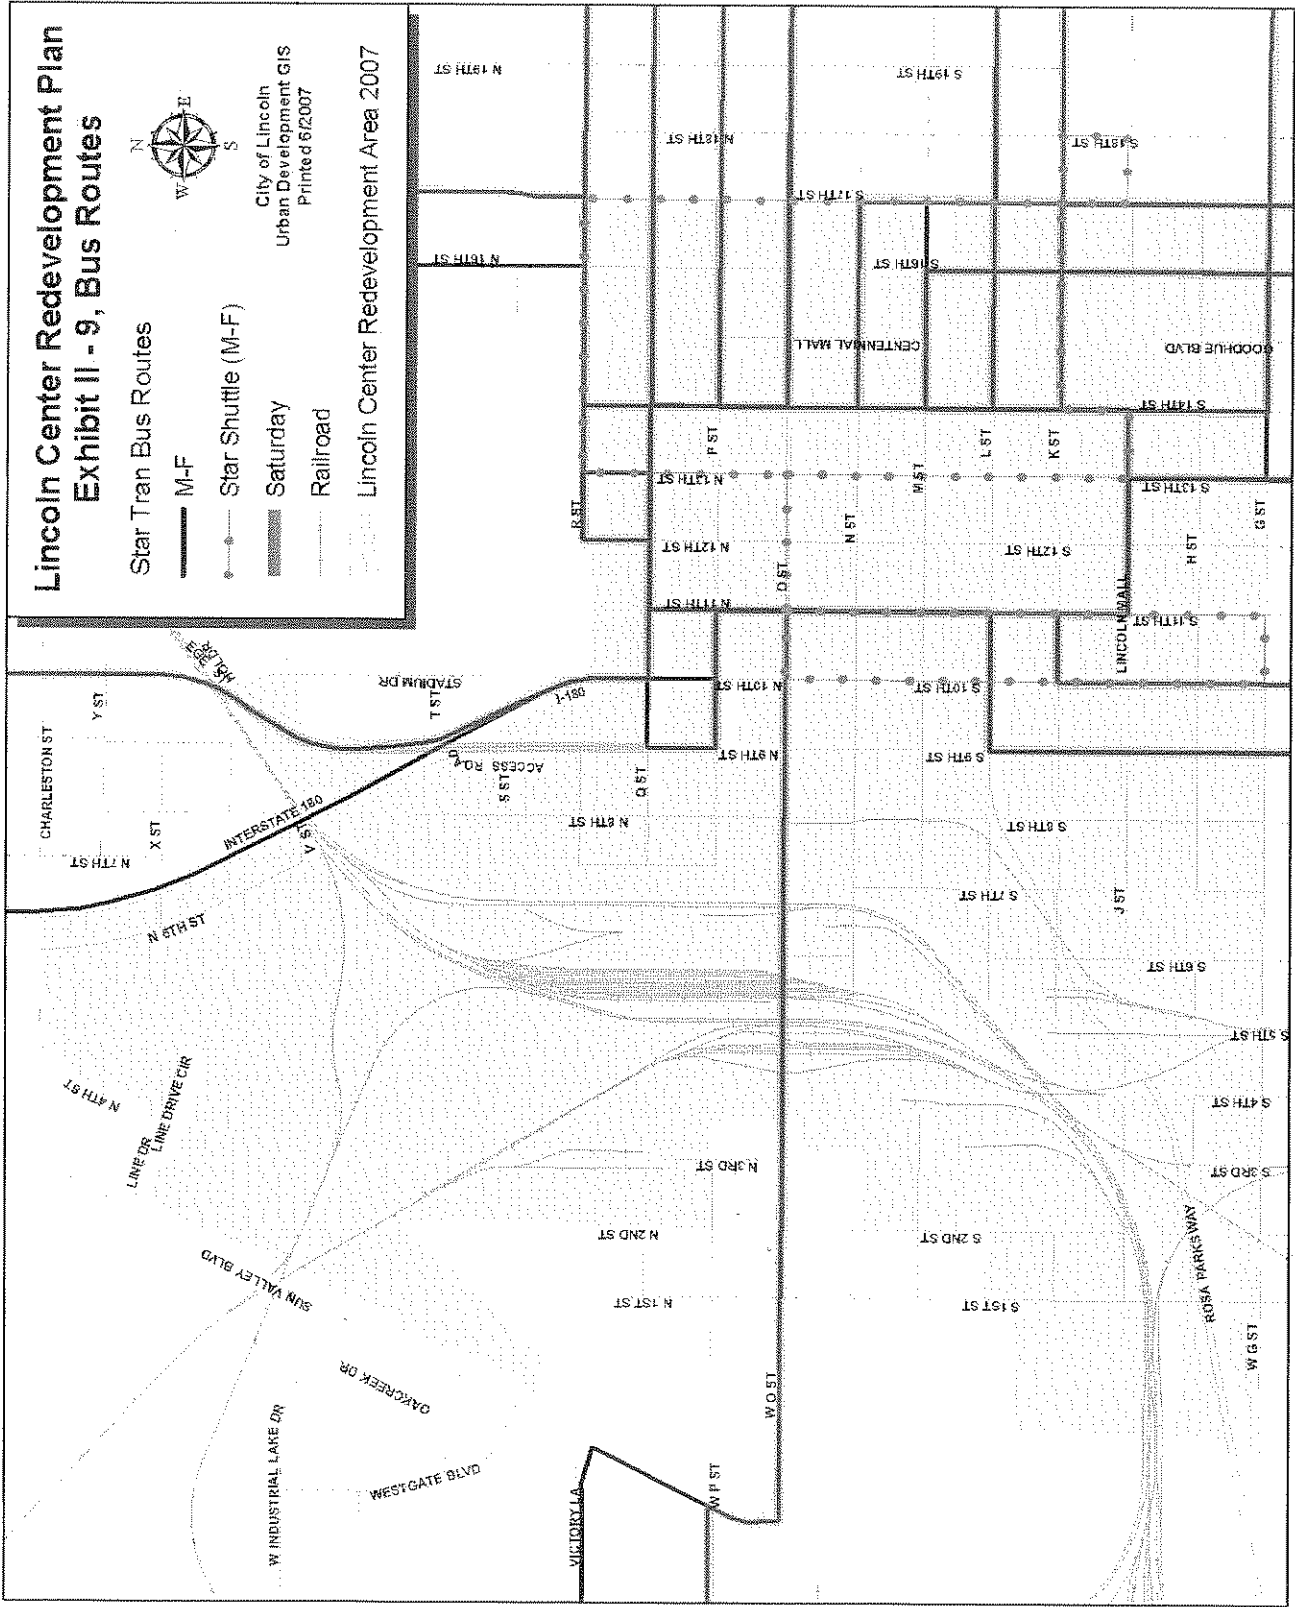 Lincoln Center Redevelopment Plan
Exhibit II - 9, Bus Routes
Star Tran Bus Routes
M-F
Star Shuttle (M-F)
Saturday
Railroad
Lincoln Center Redevelopment Area 2007
N
E
S
W
City of Lincoln
Urban Development GIS
Printed 6/2007
CHARLESTON ST
Y ST
X ST
N 7TH ST
N 6TH ST
INTERSTATE 180
V ST
T ST
STADIUM DR
I-180
ACCESS ROAD
S ST
Q ST
R ST
N 8TH ST
N 9TH ST
N 10TH ST
N 11TH ST
N 12TH ST
N 13TH ST
P ST
O ST
N ST
M ST
L ST
K ST
N 16TH ST
N 18TH ST
N 19TH ST
S 19TH ST
S 18TH ST
S 17TH ST
S 16TH ST
CENTENNIAL MALL
GOODHUE BLVD
S 14TH ST
S 13TH ST
S 12TH ST
S 11TH ST
LINCOLN MALL
H ST
G ST
S 10TH ST
S 9TH ST
S 8TH ST
S 7TH ST
J ST
S 6TH ST
S 5TH ST
S 4TH ST
S 3RD ST
S 2ND ST
S 1ST ST
ROSA PARKS WAY
W G ST
N 4TH ST
LINE DR
LINE DRIVE CIR
N 3RD ST
N 2ND ST
N 1ST ST
SUN VALLEY BLVD
OAKCREEK DR
W INDUSTRIAL LAKE DR
WESTGATE BLVD
VICTORY LA
W P ST
W O ST